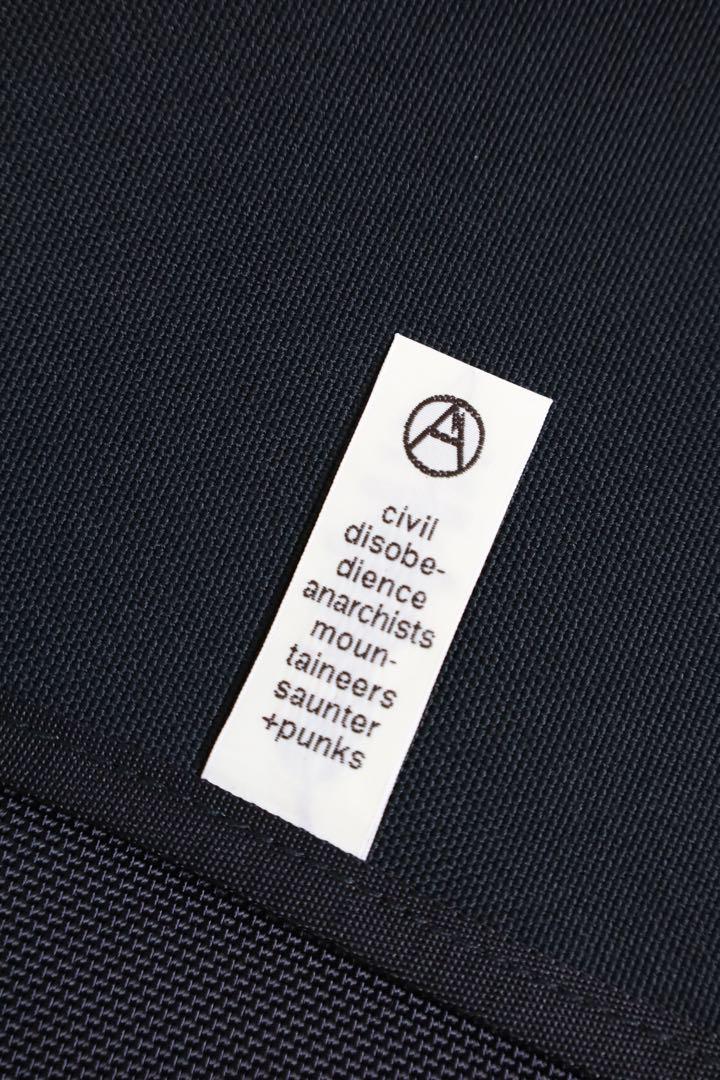 civil
disobe-
dience
anarchists
moun-
taineers
saunter
+punks